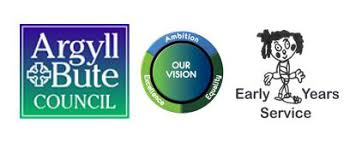 Argyll
Bute
COUNCIL
Ambition
OUR
VISION
Excellence
Equality
Early Years
Service